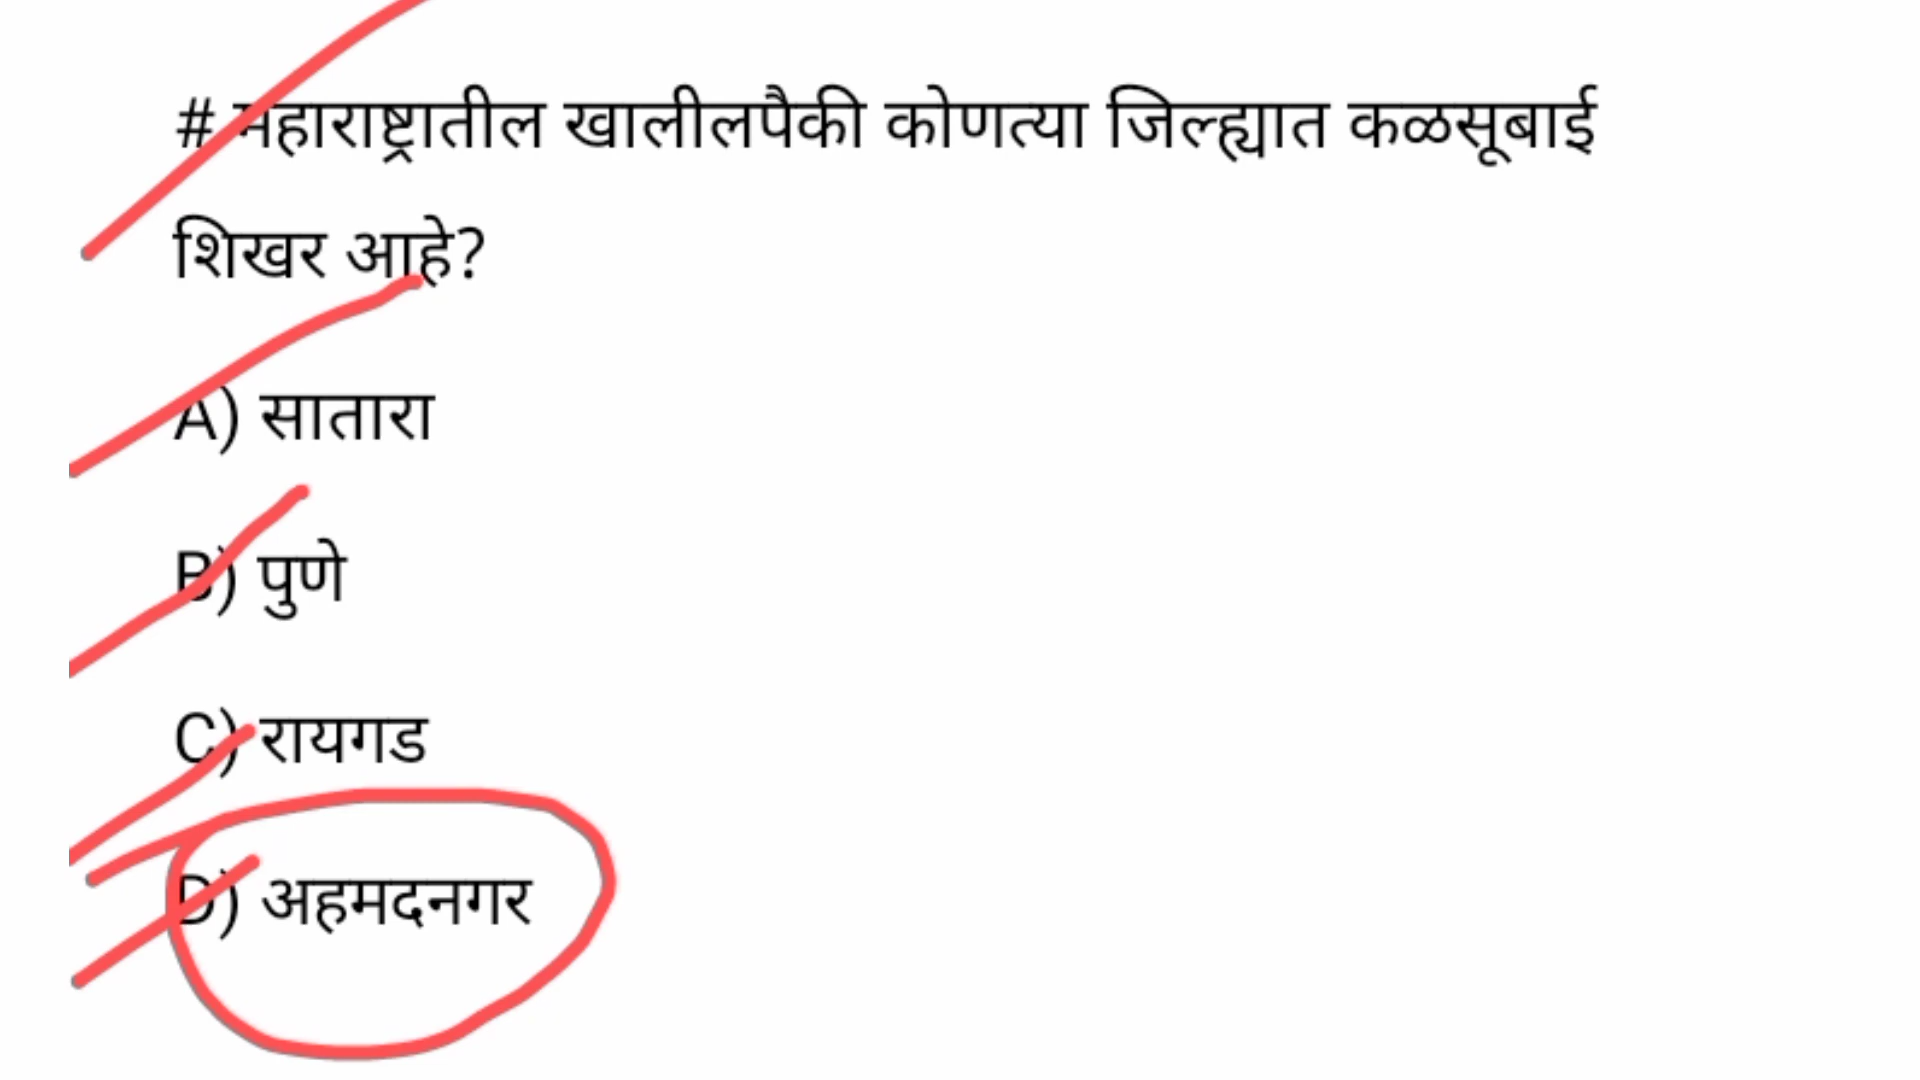 # महाराष्ट्रातील खालीलपैकी कोणत्या जिल्ह्यात कळसूबाई
शिखर आहे?
A) सातारा
B) पुणे
C) रायगड
D) अहमदनगर